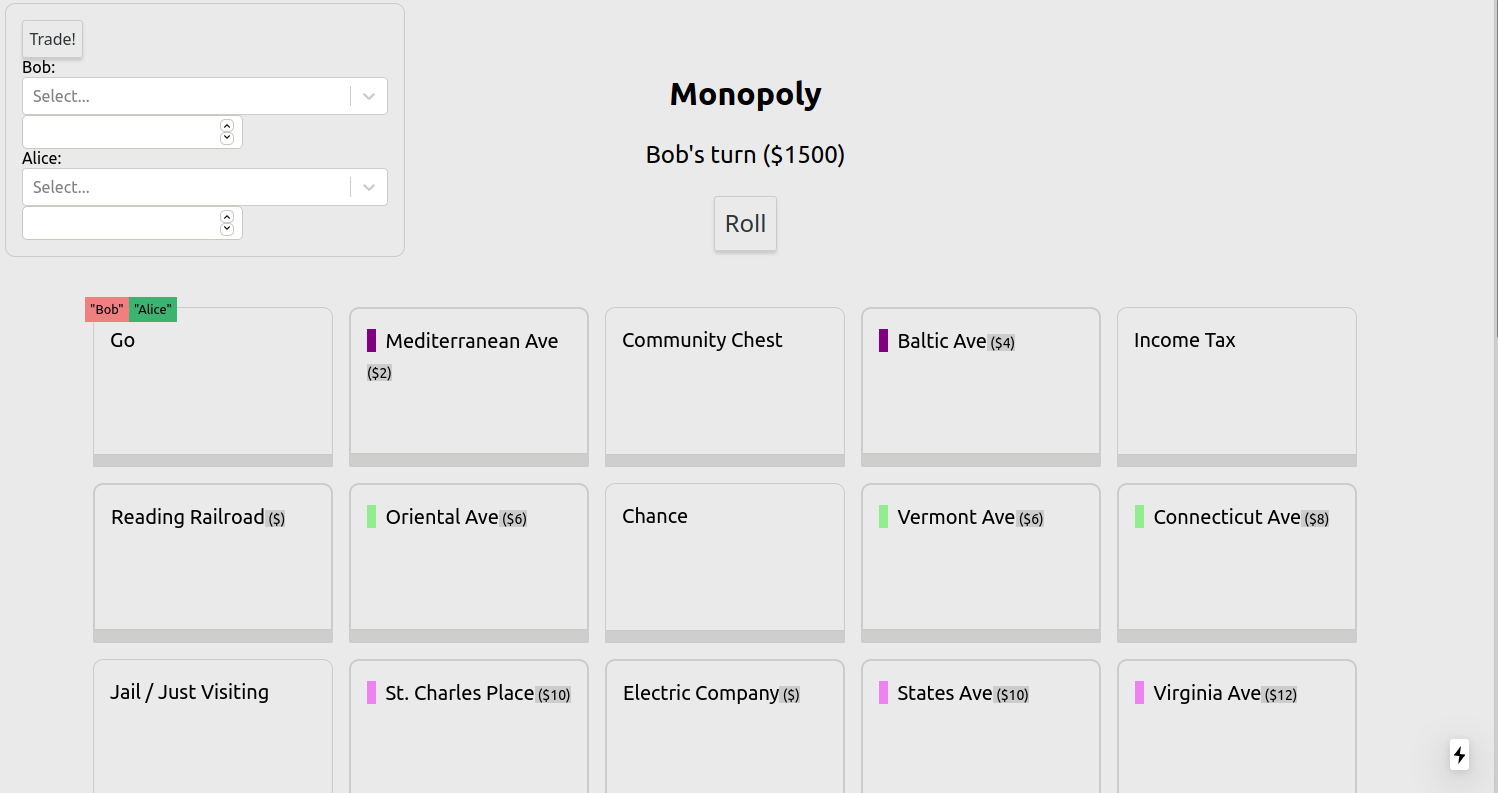 Trade!
Bob:
Select...
Alice:
Select...
Monopoly
Bob's turn ($1500)
Roll
"Bob" "Alice"
Go
Mediterranean Ave
($2)
Community Chest
Baltic Ave ($4)
Income Tax
Reading Railroad ($)
Oriental Ave ($6)
Chance
Vermont Ave ($6)
Connecticut Ave ($8)
Jail / Just Visiting
St. Charles Place ($10)
Electric Company ($)
States Ave ($10)
Virginia Ave ($12)